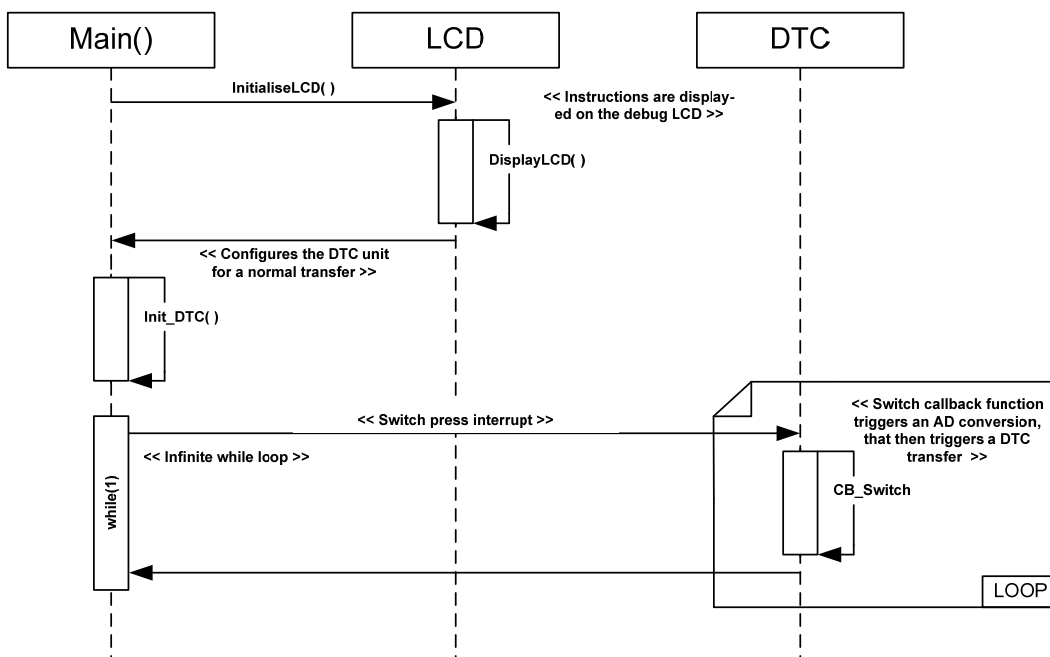 Main()
LCD
DTC
InitialiseLCD( )
<< Instructions are display-
ed on the debug LCD >>
DisplayLCD( )
<< Configures the DTC unit
for a normal transfer >>
Init_DTC( )
<< Switch press interrupt >>
<< Switch callback function
triggers an AD conversion,
that then triggers a DTC
transfer >>
<< Infinite while loop >>
while(1)
CB_Switch
LOOP